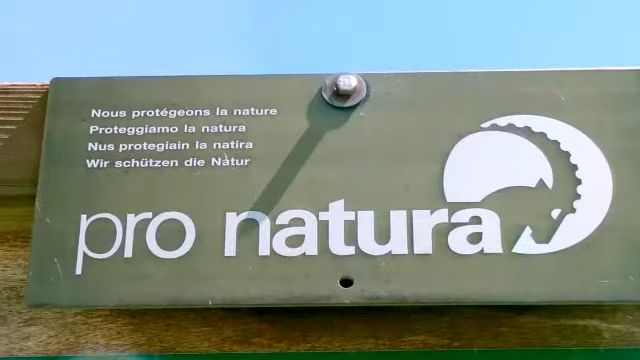 Nous protégeons la nature
Proteggiamo la natura
Nus protegiain la natira
Wir schützen die Natur
pro natura